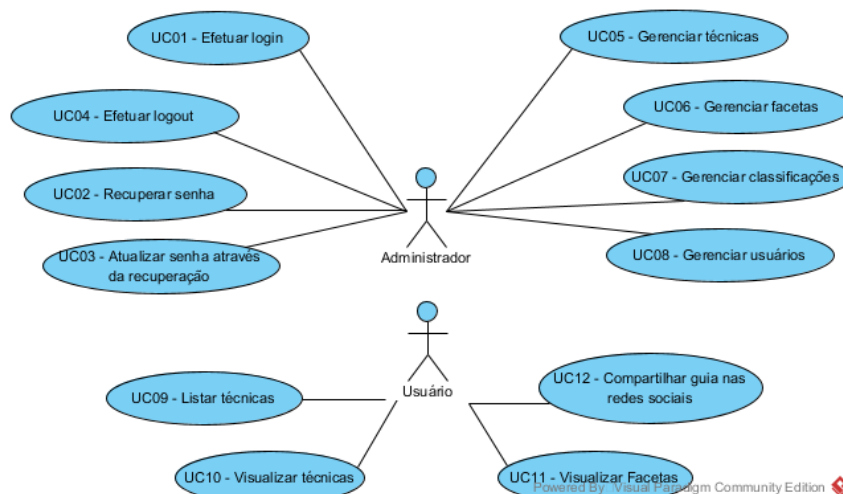 UC01 - Efetuar login
UC05 - Gerenciar técnicas
UC04 - Efetuar logout
UC06 - Gerenciar facetas
UC02 - Recuperar senha
UC07 - Gerenciar classificações
UC03 - Atualizar senha através
da recuperação
Administrador
UC08 - Gerenciar usuários
UC09 - Listar técnicas
Usuário
UC12 - Compartilhar guia nas
redes sociais
UC10 - Visualizar técnicas
UC11 - Visualizar Facetas
Powered By Visual Paradigm Community Edition